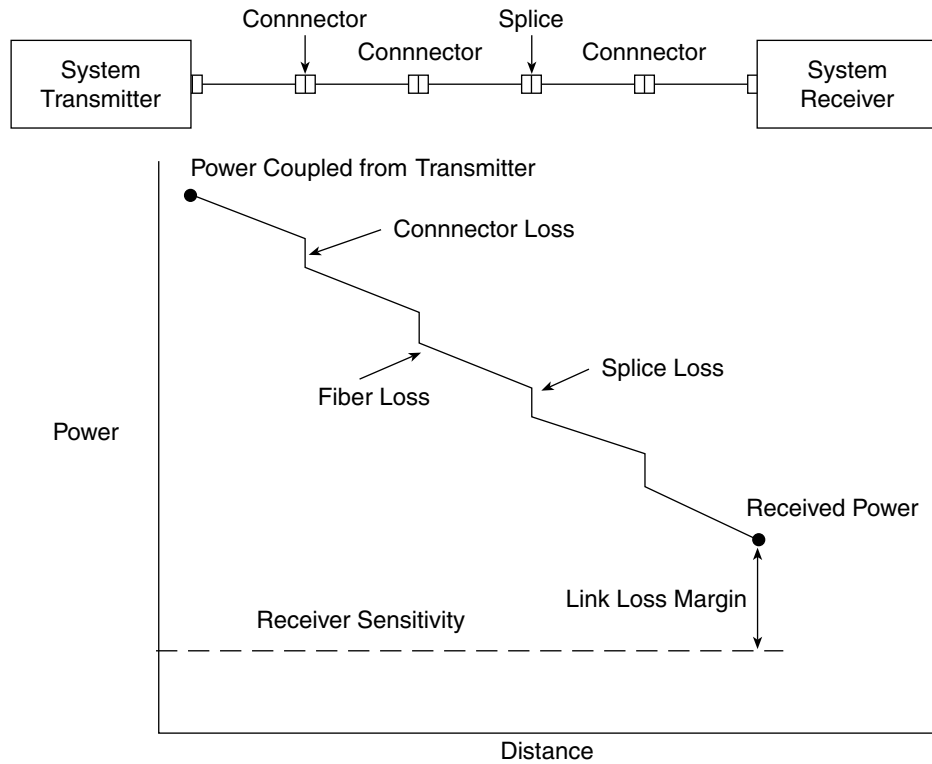 Connnector
Splice
Connnector
Connnector
System
Transmitter
System
Receiver
Power Coupled from Transmitter
Connnector Loss
Fiber Loss
Splice Loss
Power
Received Power
Link Loss Margin
Receiver Sensitivity
Distance